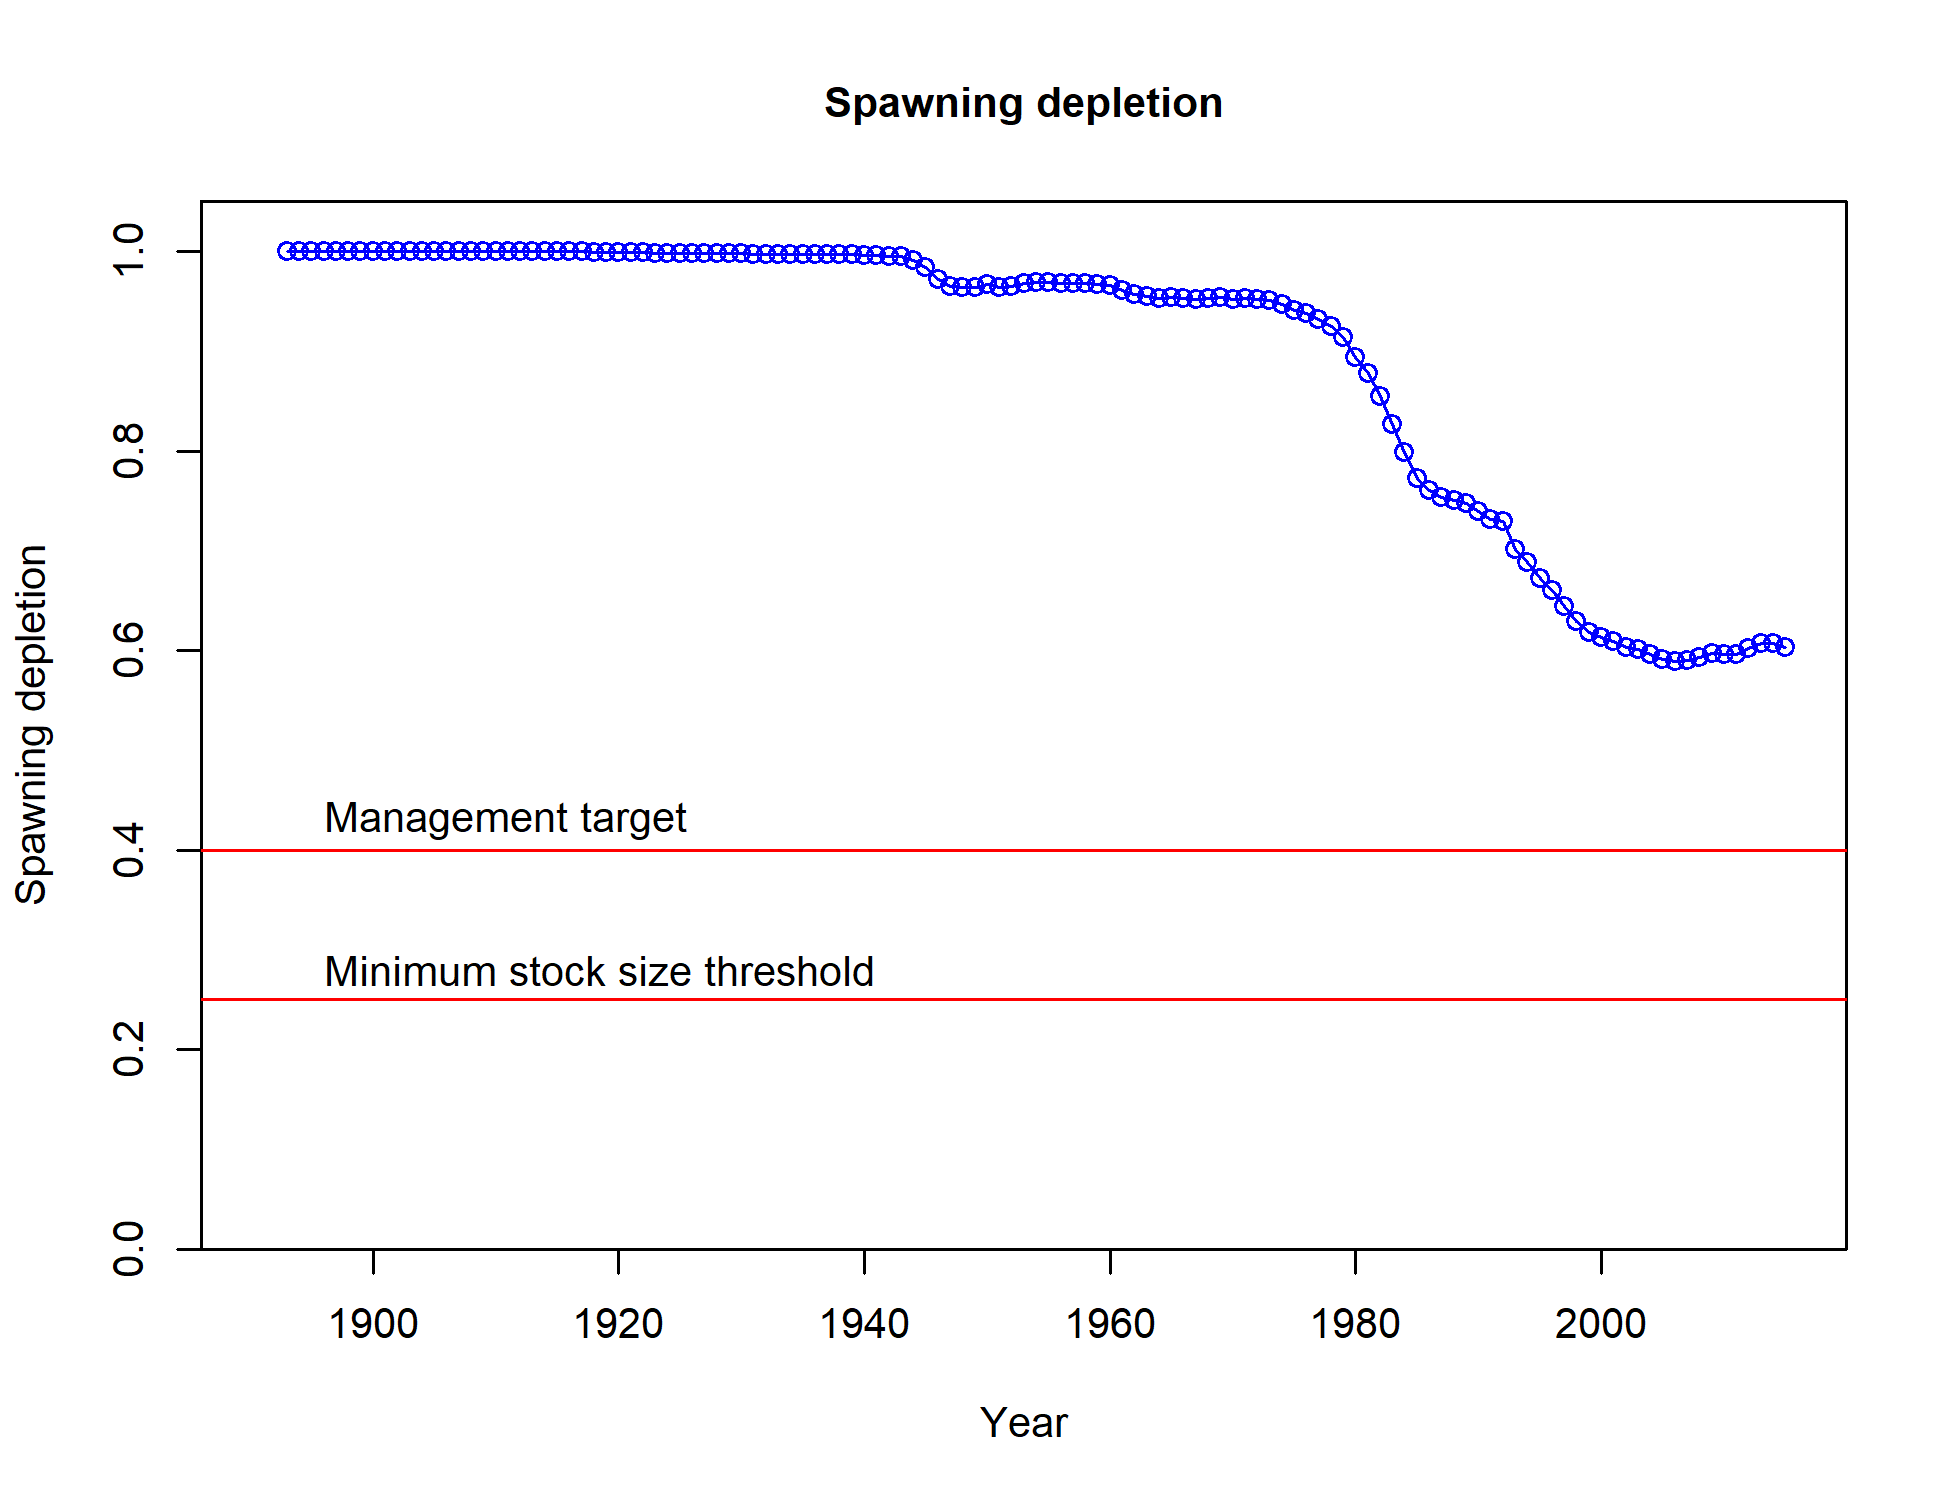 Spawning depletion
Spawning depletion
1.0
0.8
0.6
0.4
0.2
0.0
Management target
Minimum stock size threshold
1900 1920 1940 1960 1980 2000
Year